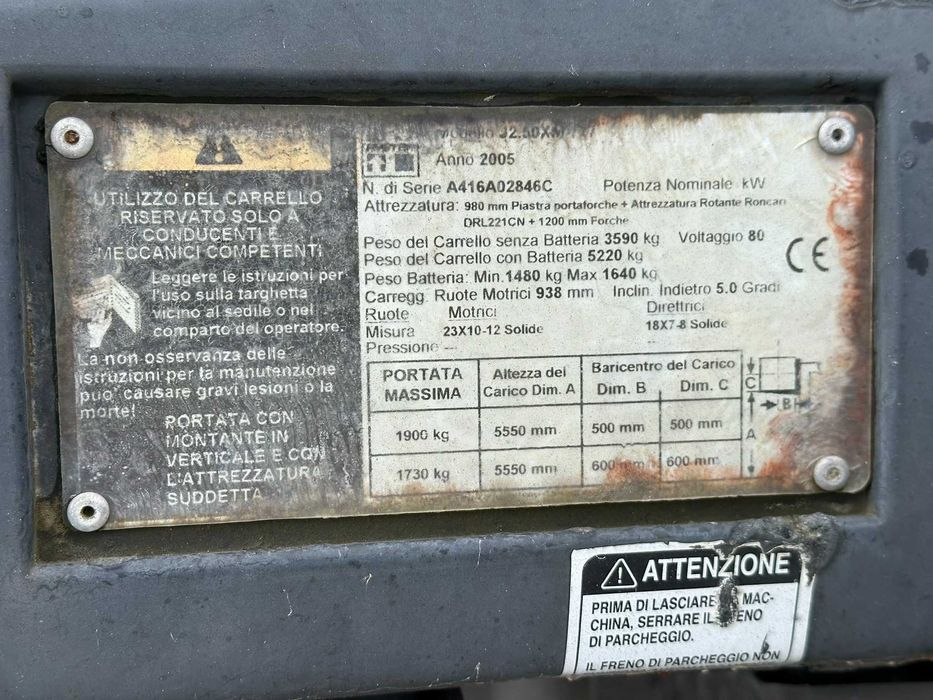 UTILIZZO DEL CARRELLO
RISERVATO SOLO A
CONDUCENTI E
MECCANICI COMPETENTI
Leggere le istruzioni per
l'uso sulla targhetta
vicino al sedile o nel
comparto del operatore.
La non osservanza delle
istruzioni per la manutenzione
puo' causare gravi lesioni o la
morte!
PORTATA CON
MONTANTE IN
VERTICALE E CON
L'ATTREZZATURA
SUDDETTA
Modello
Anno 2005
N. di Serie A416A02846C Potenza Nominale kW
Attrezzatura: 980 mm Piastra portaforche + Attrezzatura Rotante Roncari
DRL221CN + 1200 mm Forche
Peso del Carrello senza Batteria 3590 kg Voltaggio 80
Peso del Carrello con Batteria 5220 kg
Peso Batteria: Min.1480 kg Max 1640 kg
Carregg. Ruote Motrici 938 mm Inclin. Indietro 5.0 Gradi
Ruote Motrici Direttrici
Misura 23X10-12 Solide 18X7-8 Solide
Pressione --
PORTATA MASSIMA Altezza del Carico Dim. A Baricentro del Carico Dim. B Dim. C
1900 kg 5550 mm 500 mm 500 mm
1730 kg 5550 mm 600 mm 600 mm
C
B
A
CE
ATTENZIONE
PRIMA DI LASCIARE MAC-
CHINA, SERRARE IL
DI PARCHEGGIO.
IL FRENO DI PARCHEGGIO NON